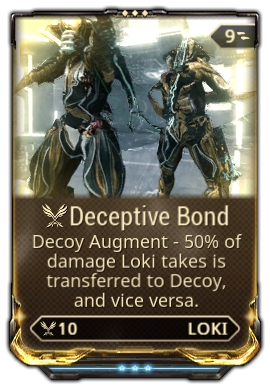 9
Deceptive Bond
Decoy Augment - 50% of
damage Loki takes is
transferred to Decoy,
and vice versa.
10
LOKI